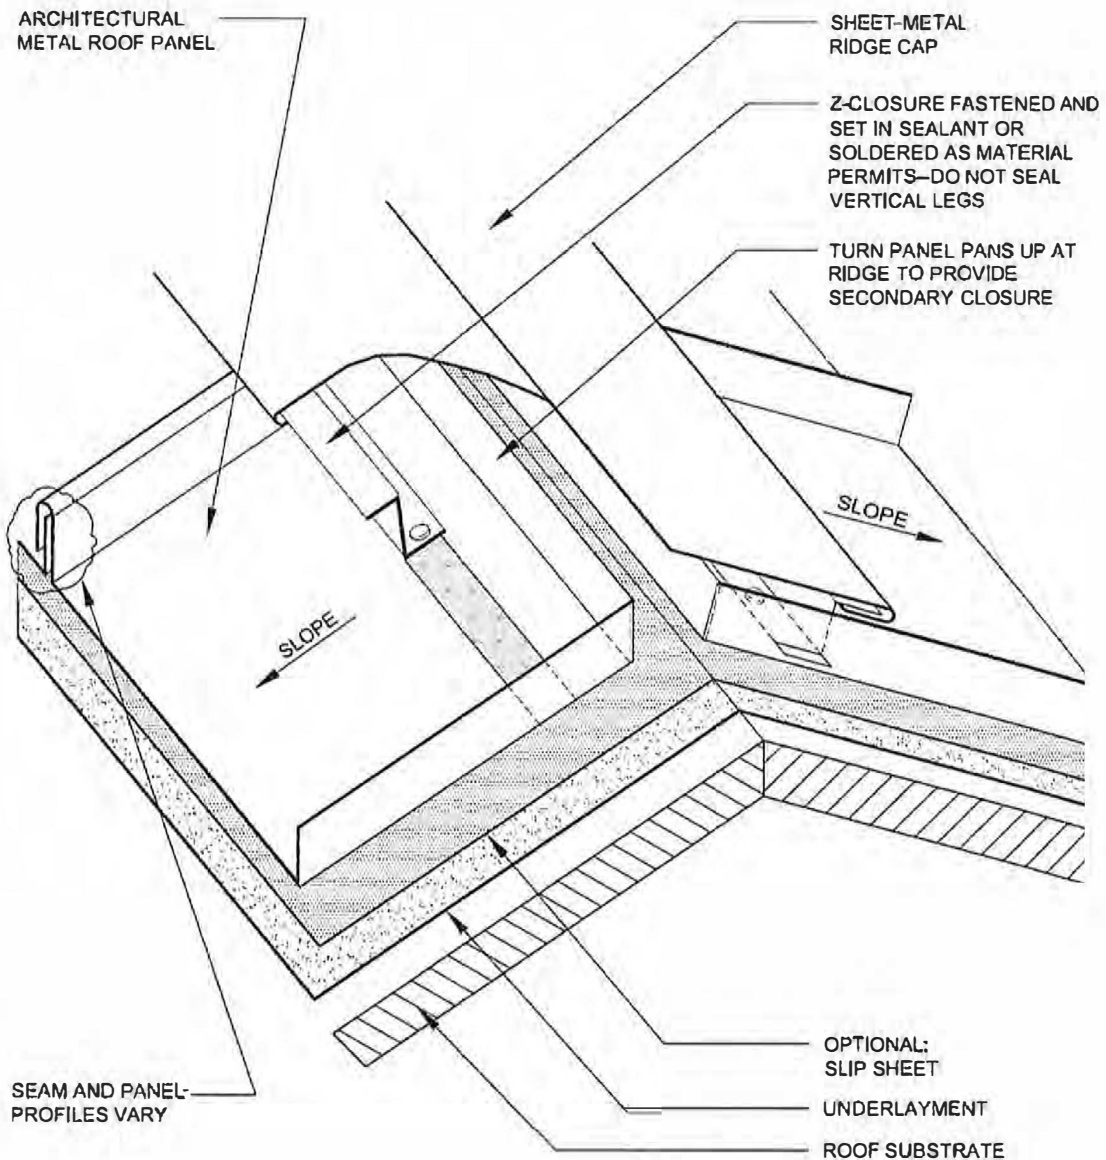 ARCHITECTURAL
METAL ROOF PANEL
SHEET-METAL
RIDGE CAP
Z-CLOSURE FASTENED AND
SET IN SEALANT OR
SOLDERED AS MATERIAL
PERMITS–DO NOT SEAL
VERTICAL LEGS
TURN PANEL PANS UP AT
RIDGE TO PROVIDE
SECONDARY CLOSURE
SLOPE
SLOPE
OPTIONAL:
SLIP SHEET
SEAM AND PANEL-
PROFILES VARY
UNDERLAYMENT
ROOF SUBSTRATE